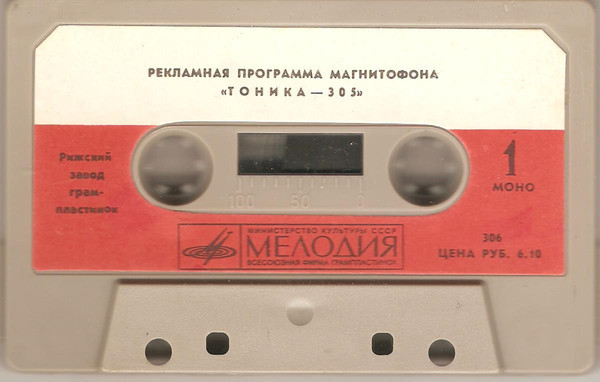 РЕКЛАМНАЯ ПРОГРАММА МАГНИТОФОНА
«ТОНИКА — 305»
Рижский
завод
грам-
пластинок
1
МОНО
100 50 0
МИНИСТЕРСТВО КУЛЬТУРЫ СССР
МЕЛОДИЯ
ВСЕСОЮЗНАЯ ФИРМА ГРАМПЛАСТИНОК
306
ЦЕНА РУБ. 6.10